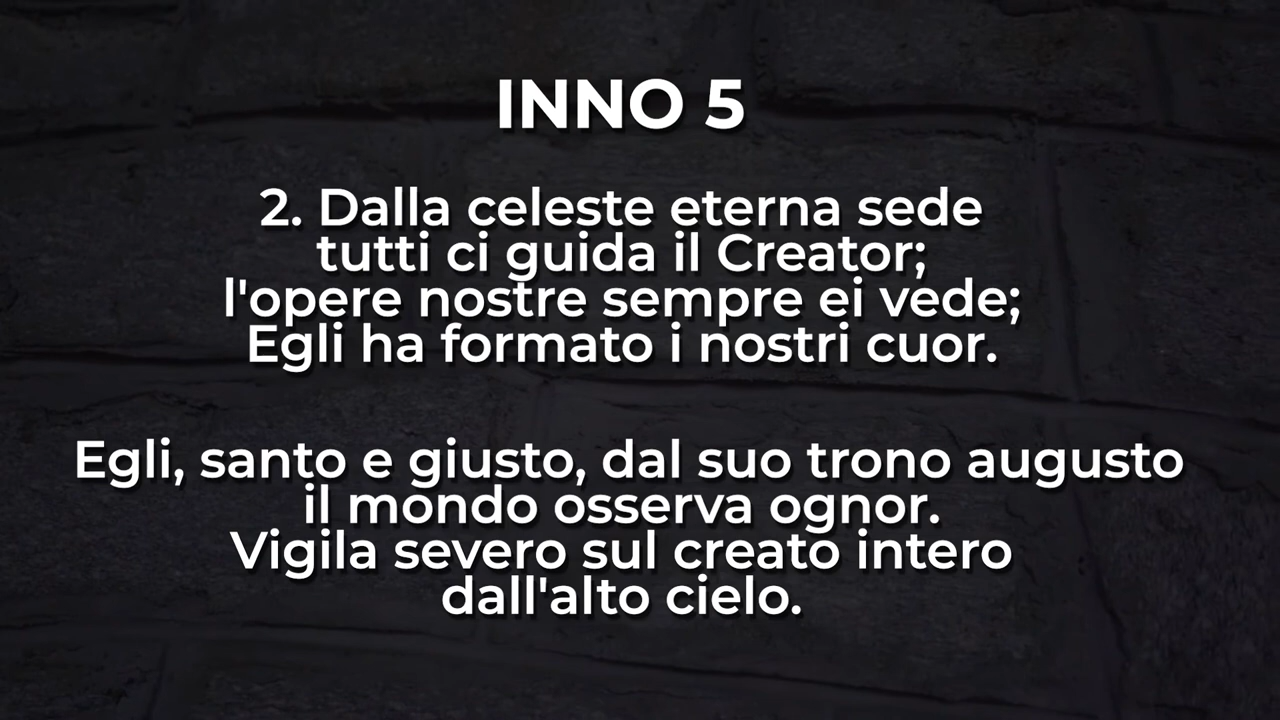 INNO 5
2. Dalla celeste eterna sede
tutti ci guida il Creator;
l'opere nostre sempre ei vede;
Egli ha formato i nostri cuor.
Egli, santo e giusto, dal suo trono augusto
il mondo osserva ognor.
Vigila severo sul creato intero
dall'alto cielo.